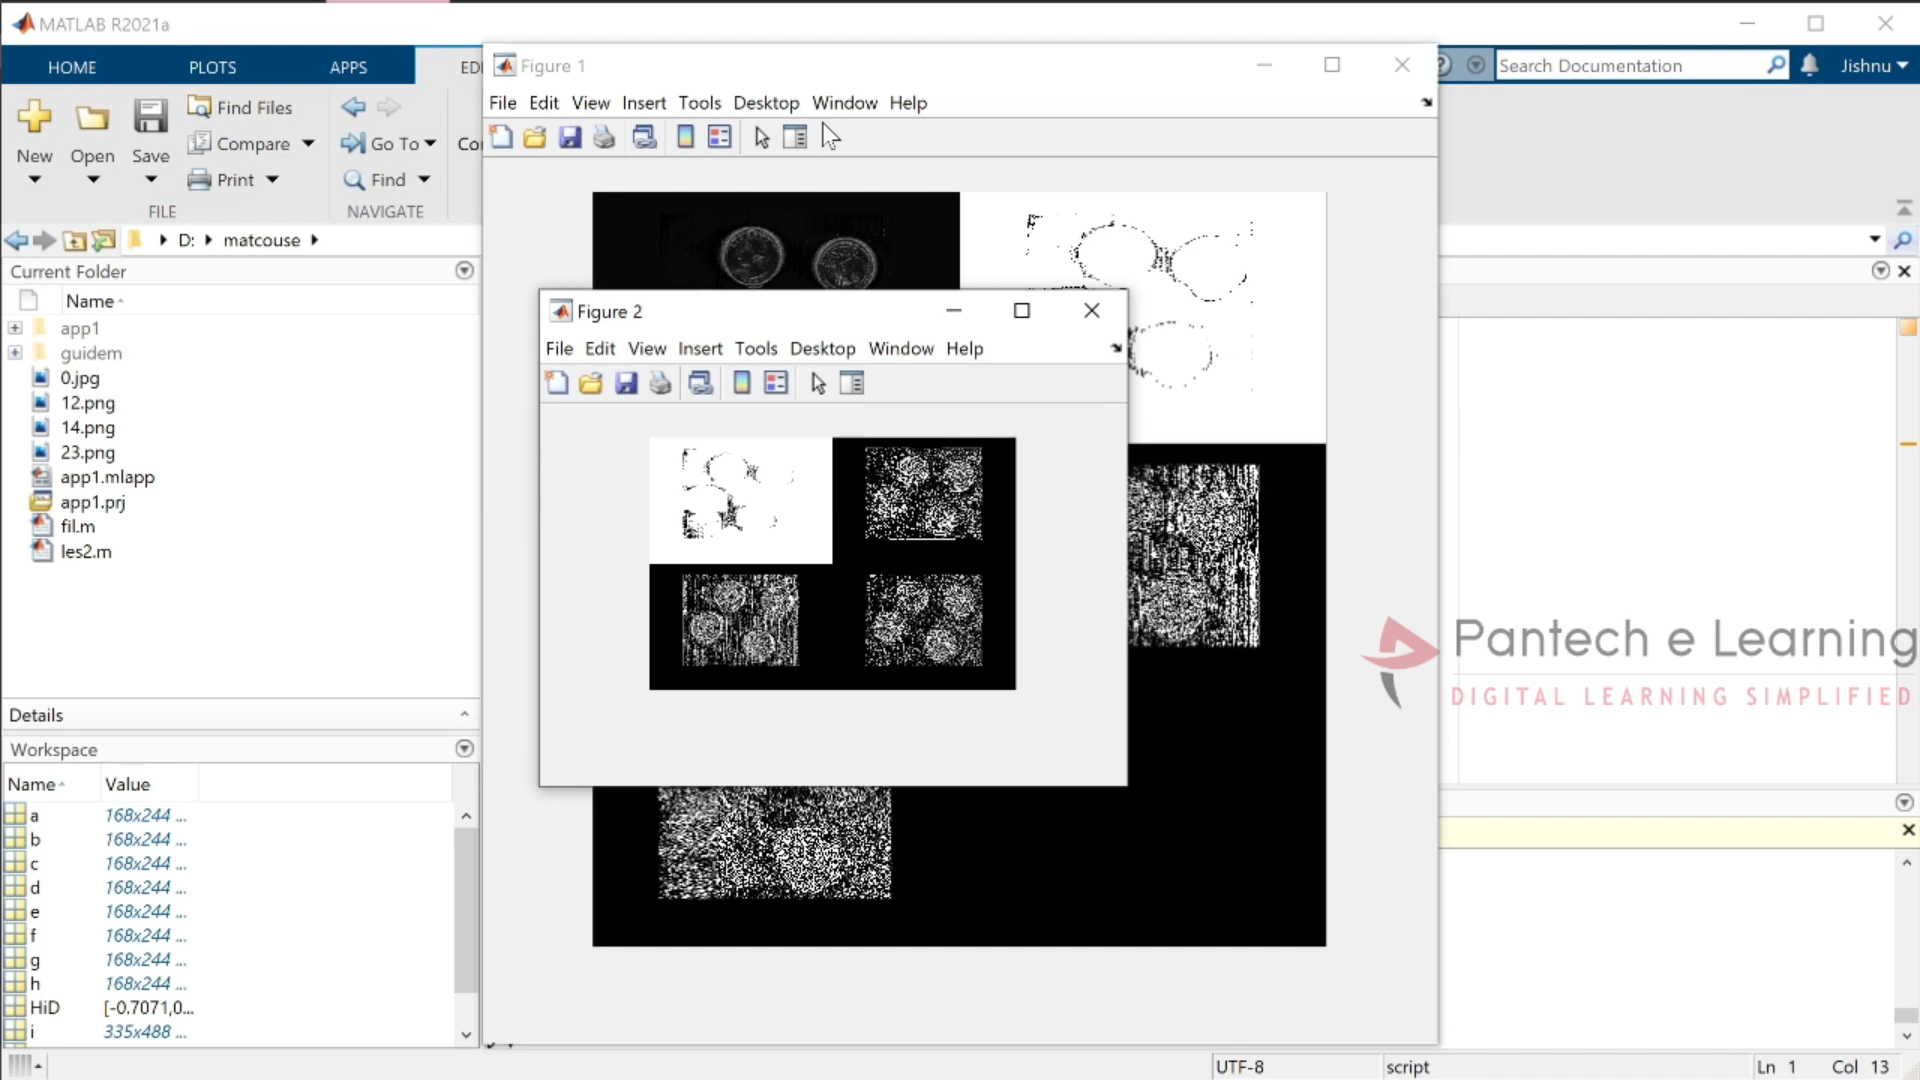 MATLAB R2021a
HOME
PLOTS
APPS
Search Documentation
Jishnu
New
Open
Save
Find Files
Compare
Print
Go To
Find
FILE
NAVIGATE
D:
matcouse
Current Folder
Name
app1
guidem
0.jpg
12.png
14.png
23.png
app1.mlapp
app1.prj
fil.m
les2.m
Details
Workspace
Name Value
a 168x244 ...
b 168x244 ...
c 168x244 ...
d 168x244 ...
e 168x244 ...
f 168x244 ...
g 168x244 ...
h 168x244 ...
HiD [-0.7071,0...
i 335x488 ...
Figure 1
File Edit View Insert Tools Desktop Window Help
Figure 2
File Edit View Insert Tools Desktop Window Help
Pantech e Learning
DIGITAL LEARNING SIMPLIFIED
UTF-8
script
Ln 1 Col 13